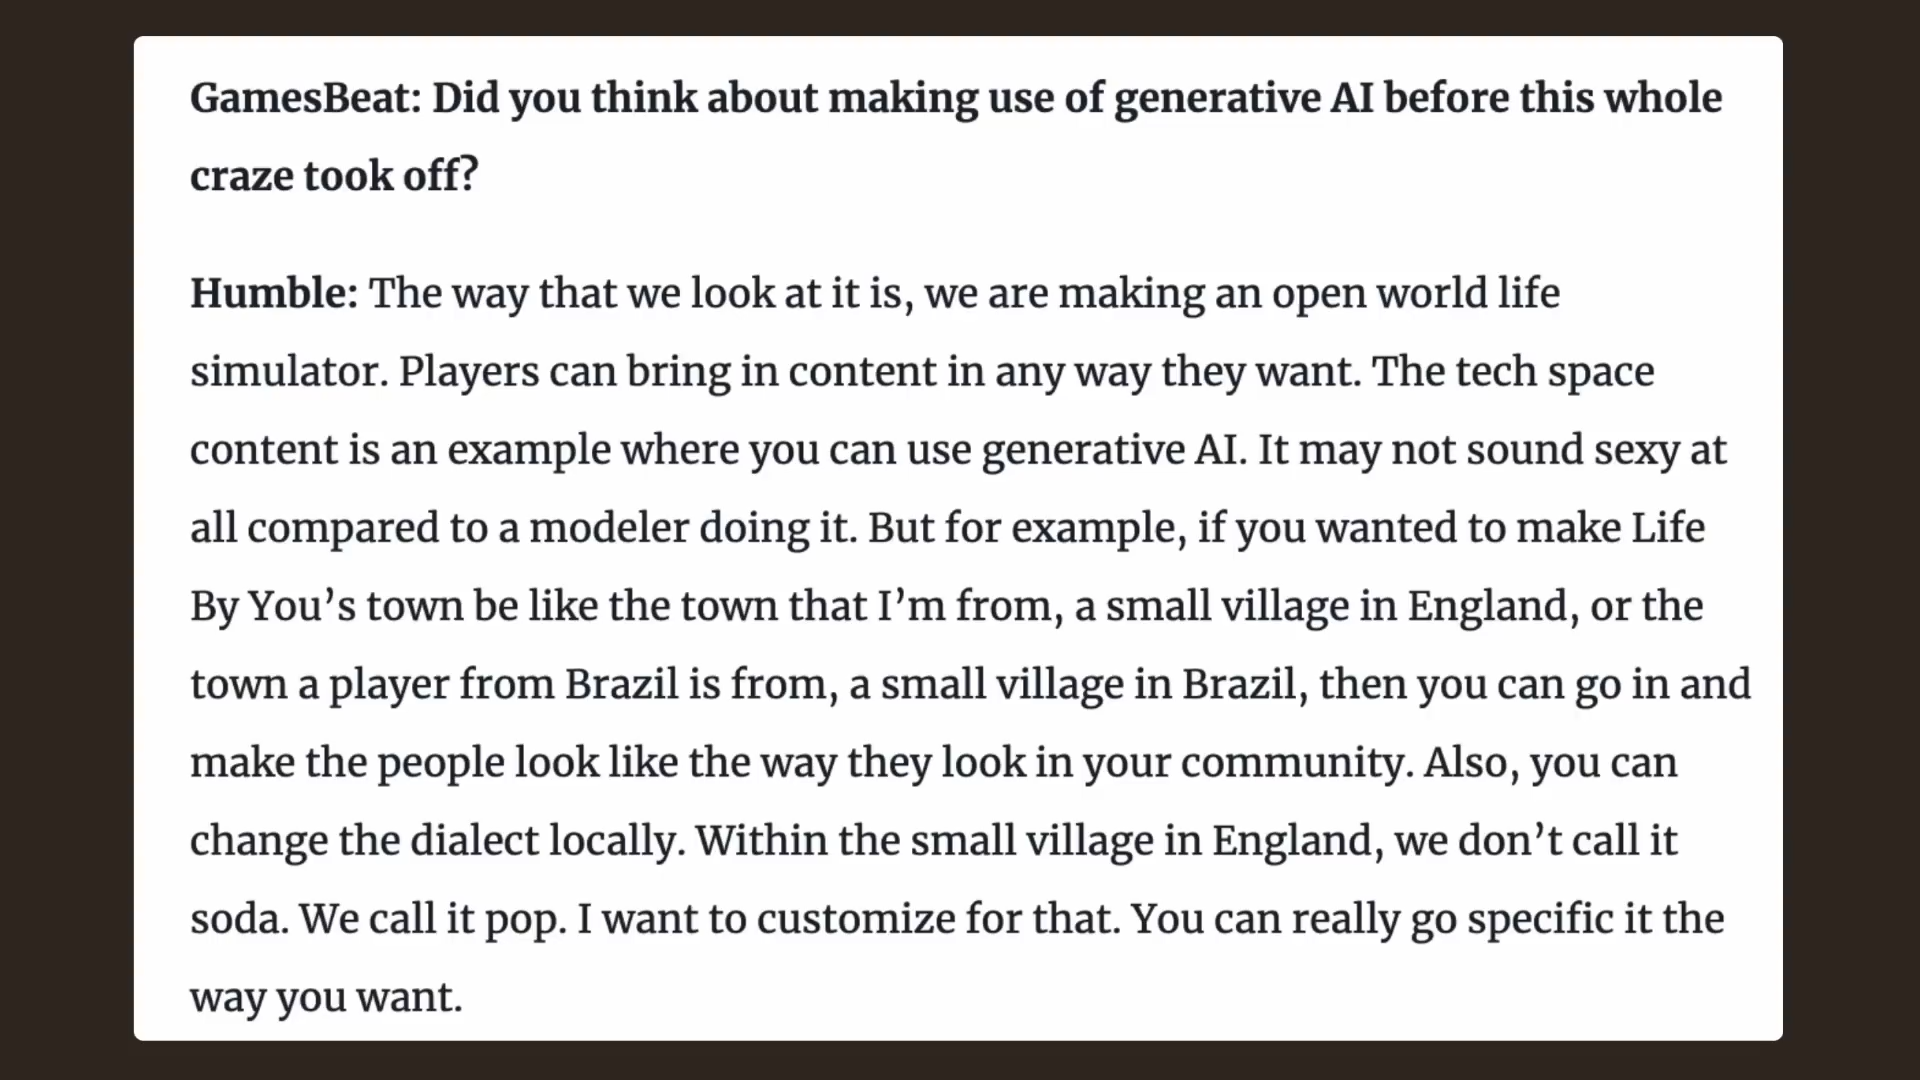 GamesBeat: Did you think about making use of generative AI before this whole
craze took off?
Humble: The way that we look at it is, we are making an open world life
simulator. Players can bring in content in any way they want. The tech space
content is an example where you can use generative AI. It may not sound sexy at
all compared to a modeler doing it. But for example, if you wanted to make Life
By You’s town be like the town that I’m from, a small village in England, or the
town a player from Brazil is from, a small village in Brazil, then you can go in and
make the people look like the way they look in your community. Also, you can
change the dialect locally. Within the small village in England, we don’t call it
soda. We call it pop. I want to customize for that. You can really go specific it the
way you want.